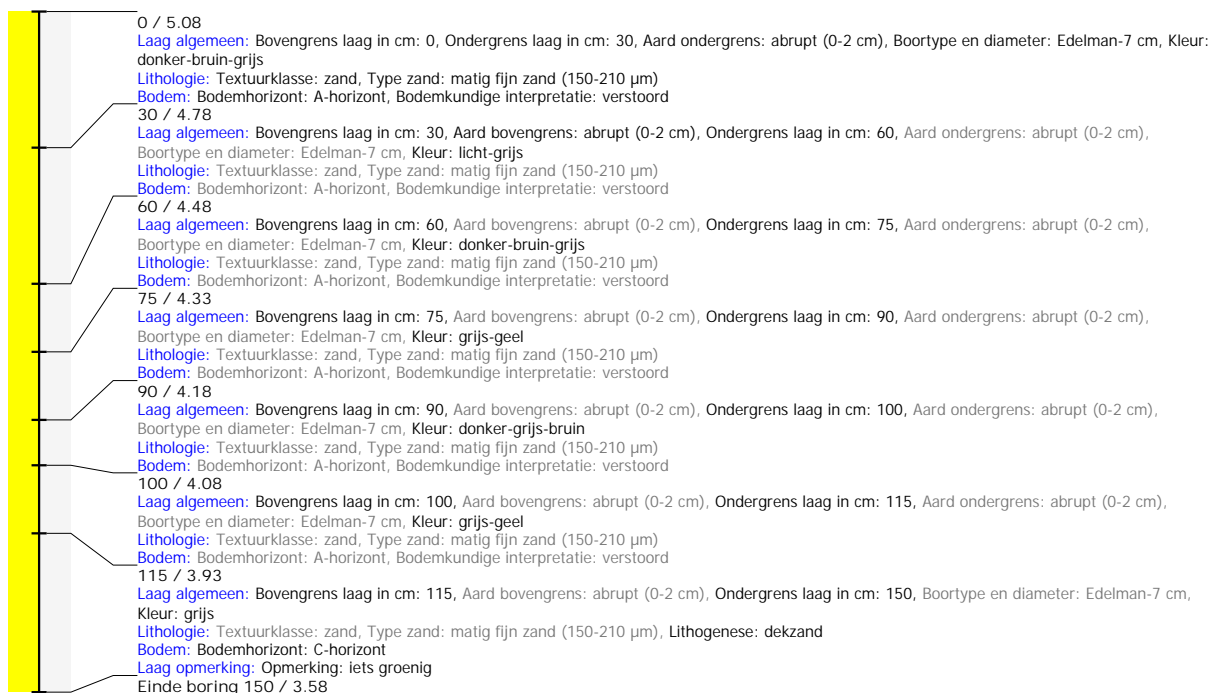 0 / 5.08
Laag algemeen: Bovengrens laag in cm: 0, Ondergrens laag in cm: 30, Aard ondergrens: abrupt (0-2 cm), Boortype en diameter: Edelman-7 cm, Kleur:
donker-bruin-grijs
Lithologie: Textuurklasse: zand, Type zand: matig fijn zand (150-210 µm)
Bodem: Bodemhorizont: A-horizont, Bodemkundige interpretatie: verstoord
30 / 4.78
Laag algemeen: Bovengrens laag in cm: 30, Aard bovengrens: abrupt (0-2 cm), Ondergrens laag in cm: 60, Aard ondergrens: abrupt (0-2 cm),
Boortype en diameter: Edelman-7 cm, Kleur: licht-grijs
Lithologie: Textuurklasse: zand, Type zand: matig fijn zand (150-210 µm)
Bodem: Bodemhorizont: A-horizont, Bodemkundige interpretatie: verstoord
60 / 4.48
Laag algemeen: Bovengrens laag in cm: 60, Aard bovengrens: abrupt (0-2 cm), Ondergrens laag in cm: 75, Aard ondergrens: abrupt (0-2 cm),
Boortype en diameter: Edelman-7 cm, Kleur: donker-bruin-grijs
Lithologie: Textuurklasse: zand, Type zand: matig fijn zand (150-210 µm)
Bodem: Bodemhorizont: A-horizont, Bodemkundige interpretatie: verstoord
75 / 4.33
Laag algemeen: Bovengrens laag in cm: 75, Aard bovengrens: abrupt (0-2 cm), Ondergrens laag in cm: 90, Aard ondergrens: abrupt (0-2 cm),
Boortype en diameter: Edelman-7 cm, Kleur: grijs-geel
Lithologie: Textuurklasse: zand, Type zand: matig fijn zand (150-210 µm)
Bodem: Bodemhorizont: A-horizont, Bodemkundige interpretatie: verstoord
90 / 4.18
Laag algemeen: Bovengrens laag in cm: 90, Aard bovengrens: abrupt (0-2 cm), Ondergrens laag in cm: 100, Aard ondergrens: abrupt (0-2 cm),
Boortype en diameter: Edelman-7 cm, Kleur: donker-grijs-bruin
Lithologie: Textuurklasse: zand, Type zand: matig fijn zand (150-210 µm)
Bodem: Bodemhorizont: A-horizont, Bodemkundige interpretatie: verstoord
100 / 4.08
Laag algemeen: Bovengrens laag in cm: 100, Aard bovengrens: abrupt (0-2 cm), Ondergrens laag in cm: 115, Aard ondergrens: abrupt (0-2 cm),
Boortype en diameter: Edelman-7 cm, Kleur: grijs-geel
Lithologie: Textuurklasse: zand, Type zand: matig fijn zand (150-210 µm)
Bodem: Bodemhorizont: A-horizont, Bodemkundige interpretatie: verstoord
115 / 3.93
Laag algemeen: Bovengrens laag in cm: 115, Aard bovengrens: abrupt (0-2 cm), Ondergrens laag in cm: 150, Boortype en diameter: Edelman-7 cm,
Kleur: grijs
Lithologie: Textuurklasse: zand, Type zand: matig fijn zand (150-210 µm), Lithogenese: dekzand
Bodem: Bodemhorizont: C-horizont
Laag opmerking: Opmerking: iets groenig
Einde boring 150 / 3.58